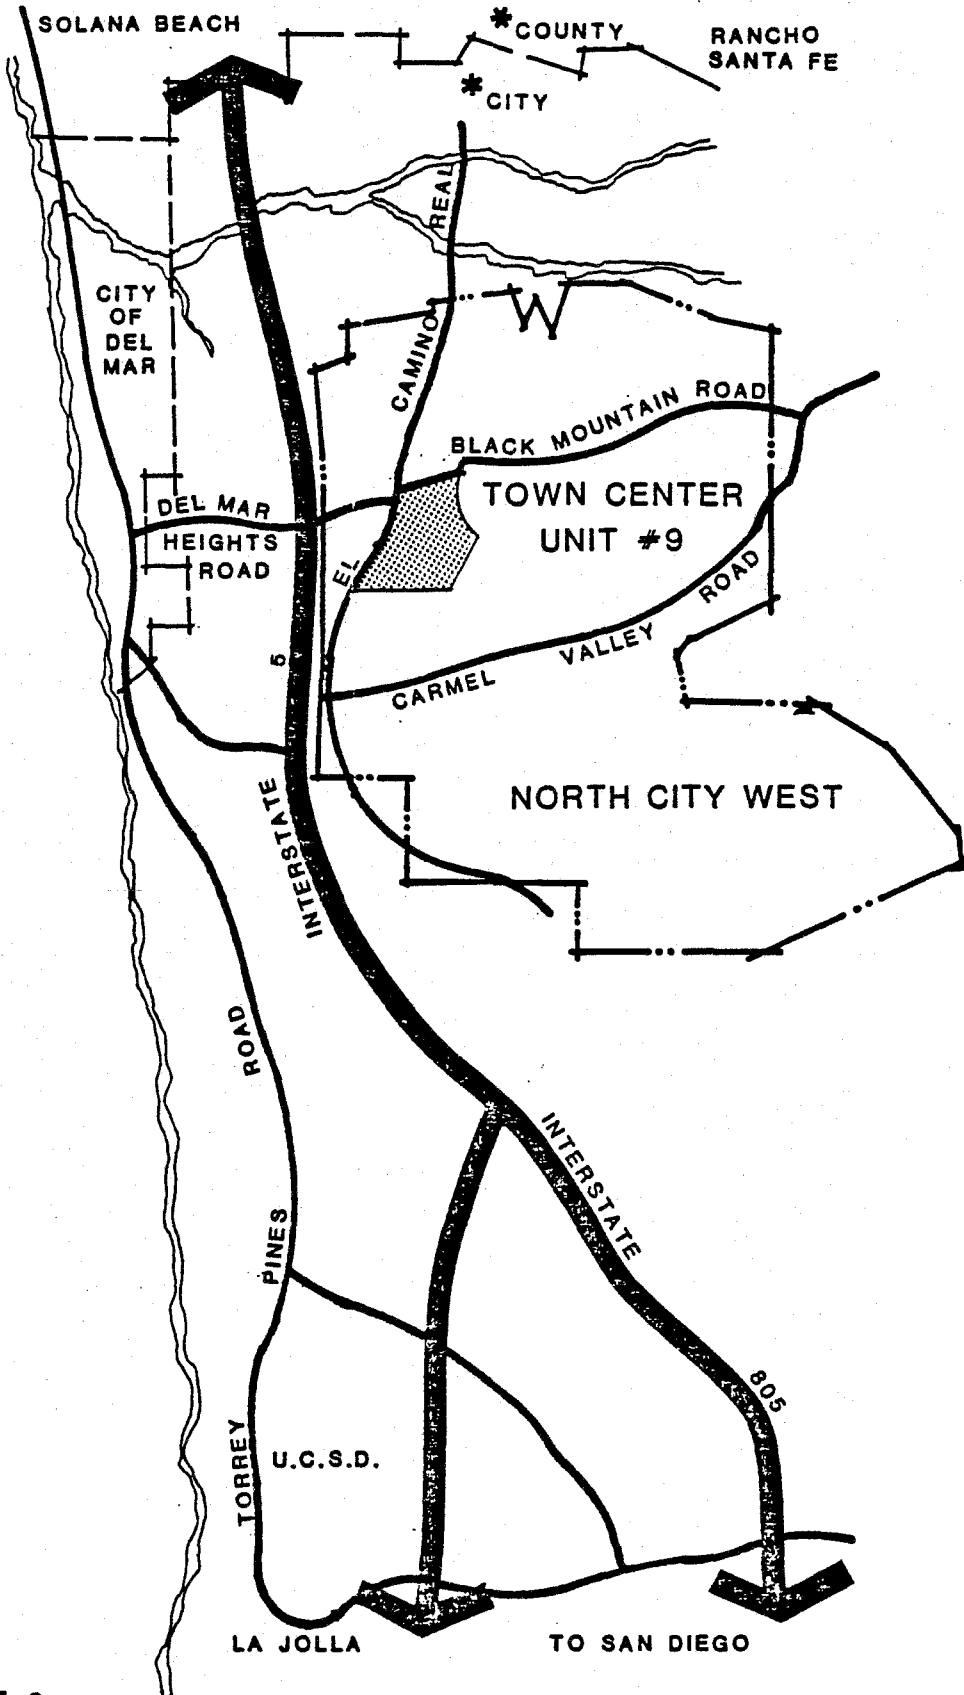 SOLANA BEACH
*COUNTY
RANCHO
SANTA FE
*CITY
CITY
OF
DEL
MAR
EL CAMINO REAL
BLACK MOUNTAIN ROAD
TOWN CENTER
UNIT #9
DEL MAR
HEIGHTS
ROAD
CARMEL VALLEY ROAD
INTERSTATE 5
NORTH CITY WEST
INTERSTATE 805
TORREY PINES ROAD
U.C.S.D.
LA JOLLA
TO SAN DIEGO